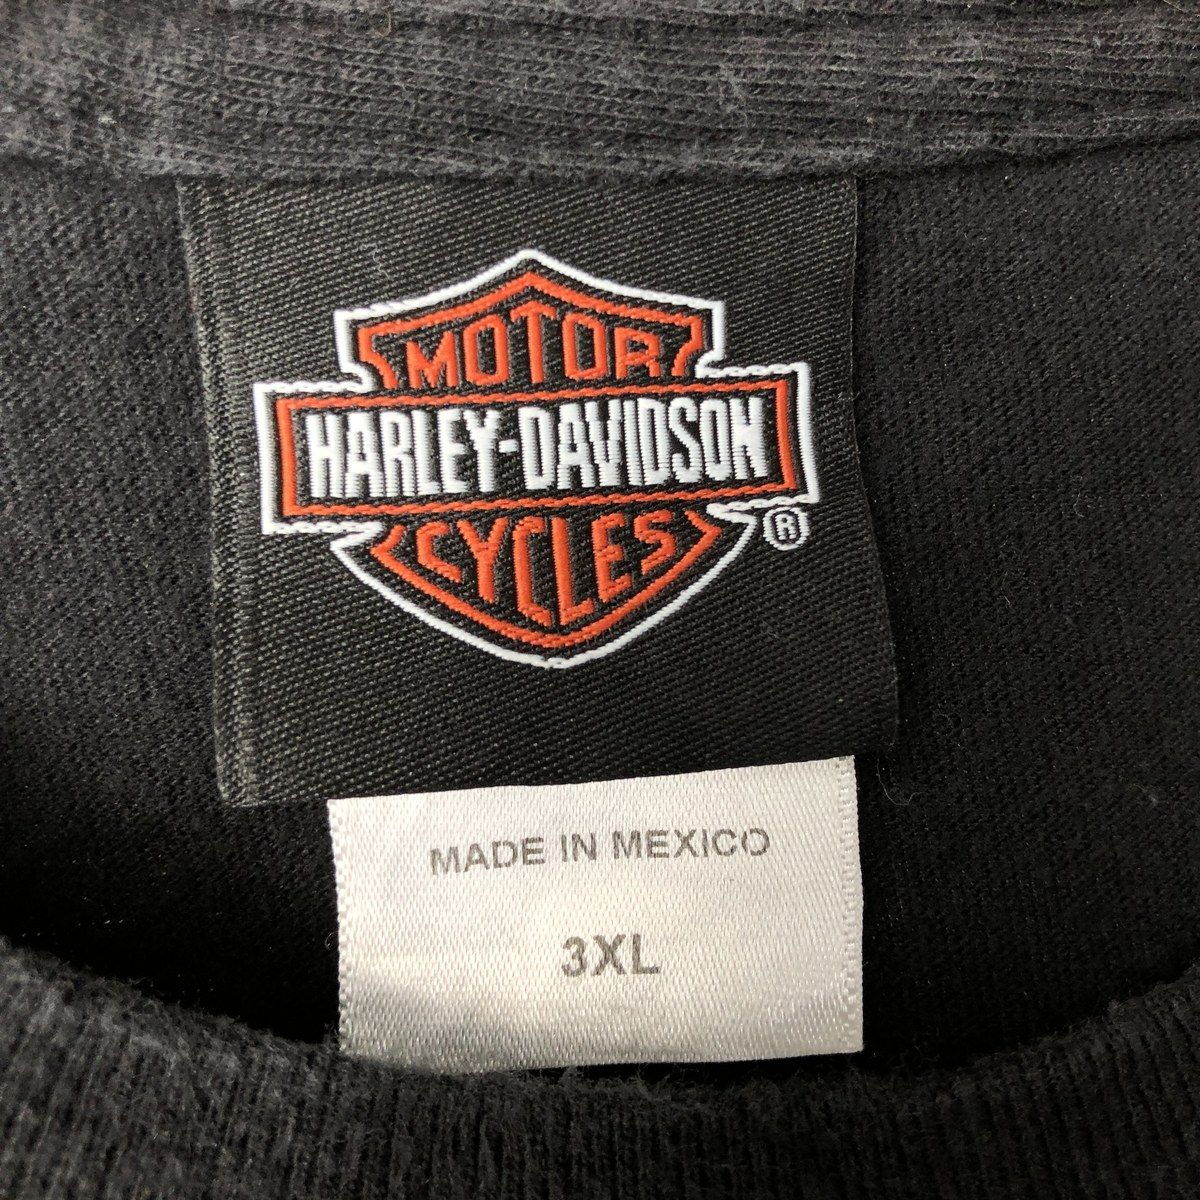 MOTOR
HARLEY-DAVIDSON
CYCLES
®
MADE IN MEXICO
3XL